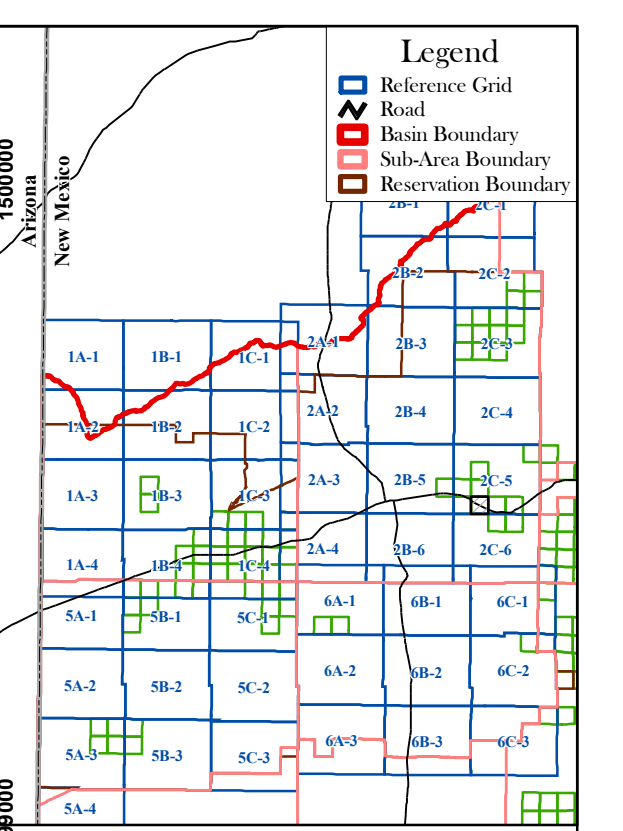 Legend
Reference Grid
Road
Basin Boundary
Sub-Area Boundary
Reservation Boundary
1500000
Arizona
New Mexico
2B-1 2C-1
2B-2 2C-2
2A-1 2B-3 2C-3
1A-1 1B-1 1C-1
2A-2 2B-4 2C-4
1A-2 1B-2 1C-2
2A-3 2B-5 2C-5
1A-3 1B-3 1C-3
2A-4 2B-6 2C-6
1A-4 1B-4 1C-4
6A-1 6B-1 6C-1
5A-1 5B-1 5C-1
6A-2 6B-2 6C-2
5A-2 5B-2 5C-2
6A-3 6B-3 6C-3
5A-3 5B-3 5C-3
5A-4
99000